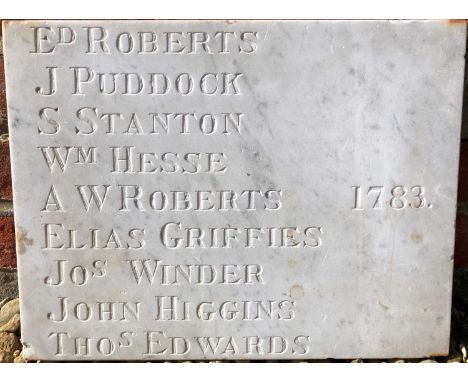 Eᴰ ROBERTS
J PUDDOCK
S STANTON
Wᴹ HESSE
A W ROBERTS 1783.
ELIAS GRIFFIES
JOˢ WINDER
JOHN HIGGINS
THOˢ EDWARDS